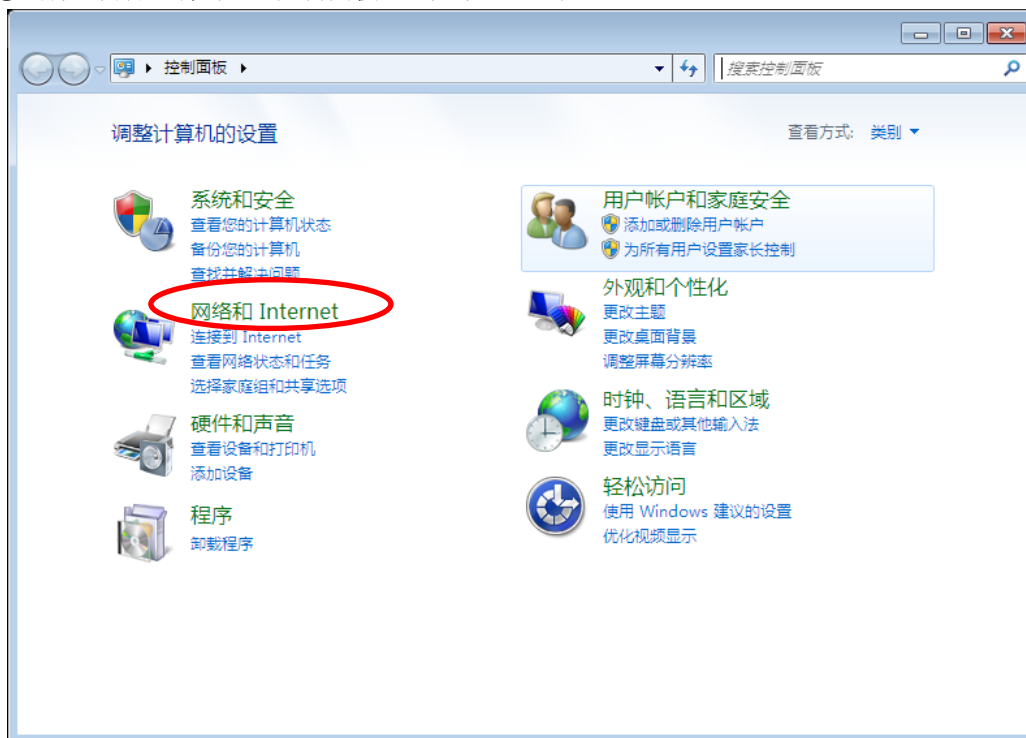 控制面板
搜索控制面板
调整计算机的设置
查看方式: 类别
系统和安全
查看您的计算机状态
备份您的计算机
查找并解决问题
网络和 Internet
连接到 Internet
查看网络状态和任务
选择家庭组和共享选项
硬件和声音
查看设备和打印机
添加设备
程序
卸载程序
用户帐户和家庭安全
添加或删除用户帐户
为所有用户设置家长控制
外观和个性化
更改主题
更改桌面背景
调整屏幕分辨率
时钟、语言和区域
更改键盘或其他输入法
更改显示语言
轻松访问
使用 Windows 建议的设置
优化视频显示